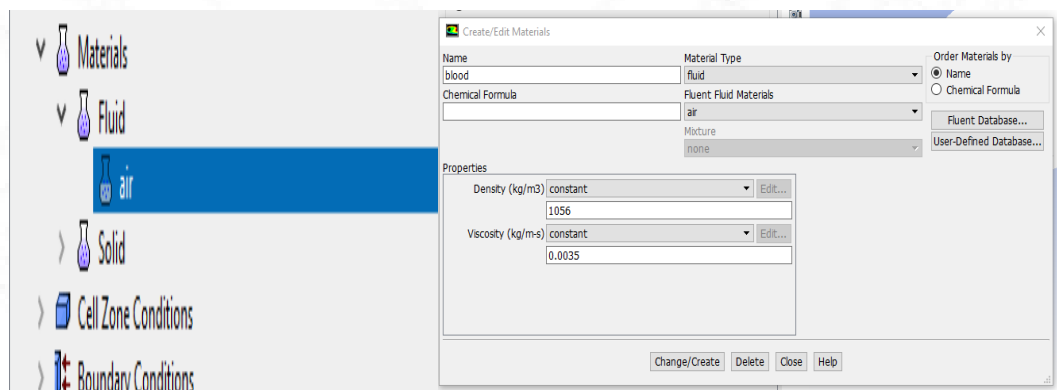 Materials
Fluid
air
Solid
Cell Zone Conditions
Boundary Conditions
Create/Edit Materials
Name
blood
Chemical Formula
Material Type
fluid
Fluent Fluid Materials
air
Mixture
none
Order Materials by
Name
Chemical Formula
Fluent Database...
User-Defined Database...
Properties
Density (kg/m3) constant Edit...
1056
Viscosity (kg/m-s) constant Edit...
0.0035
Change/Create Delete Close Help